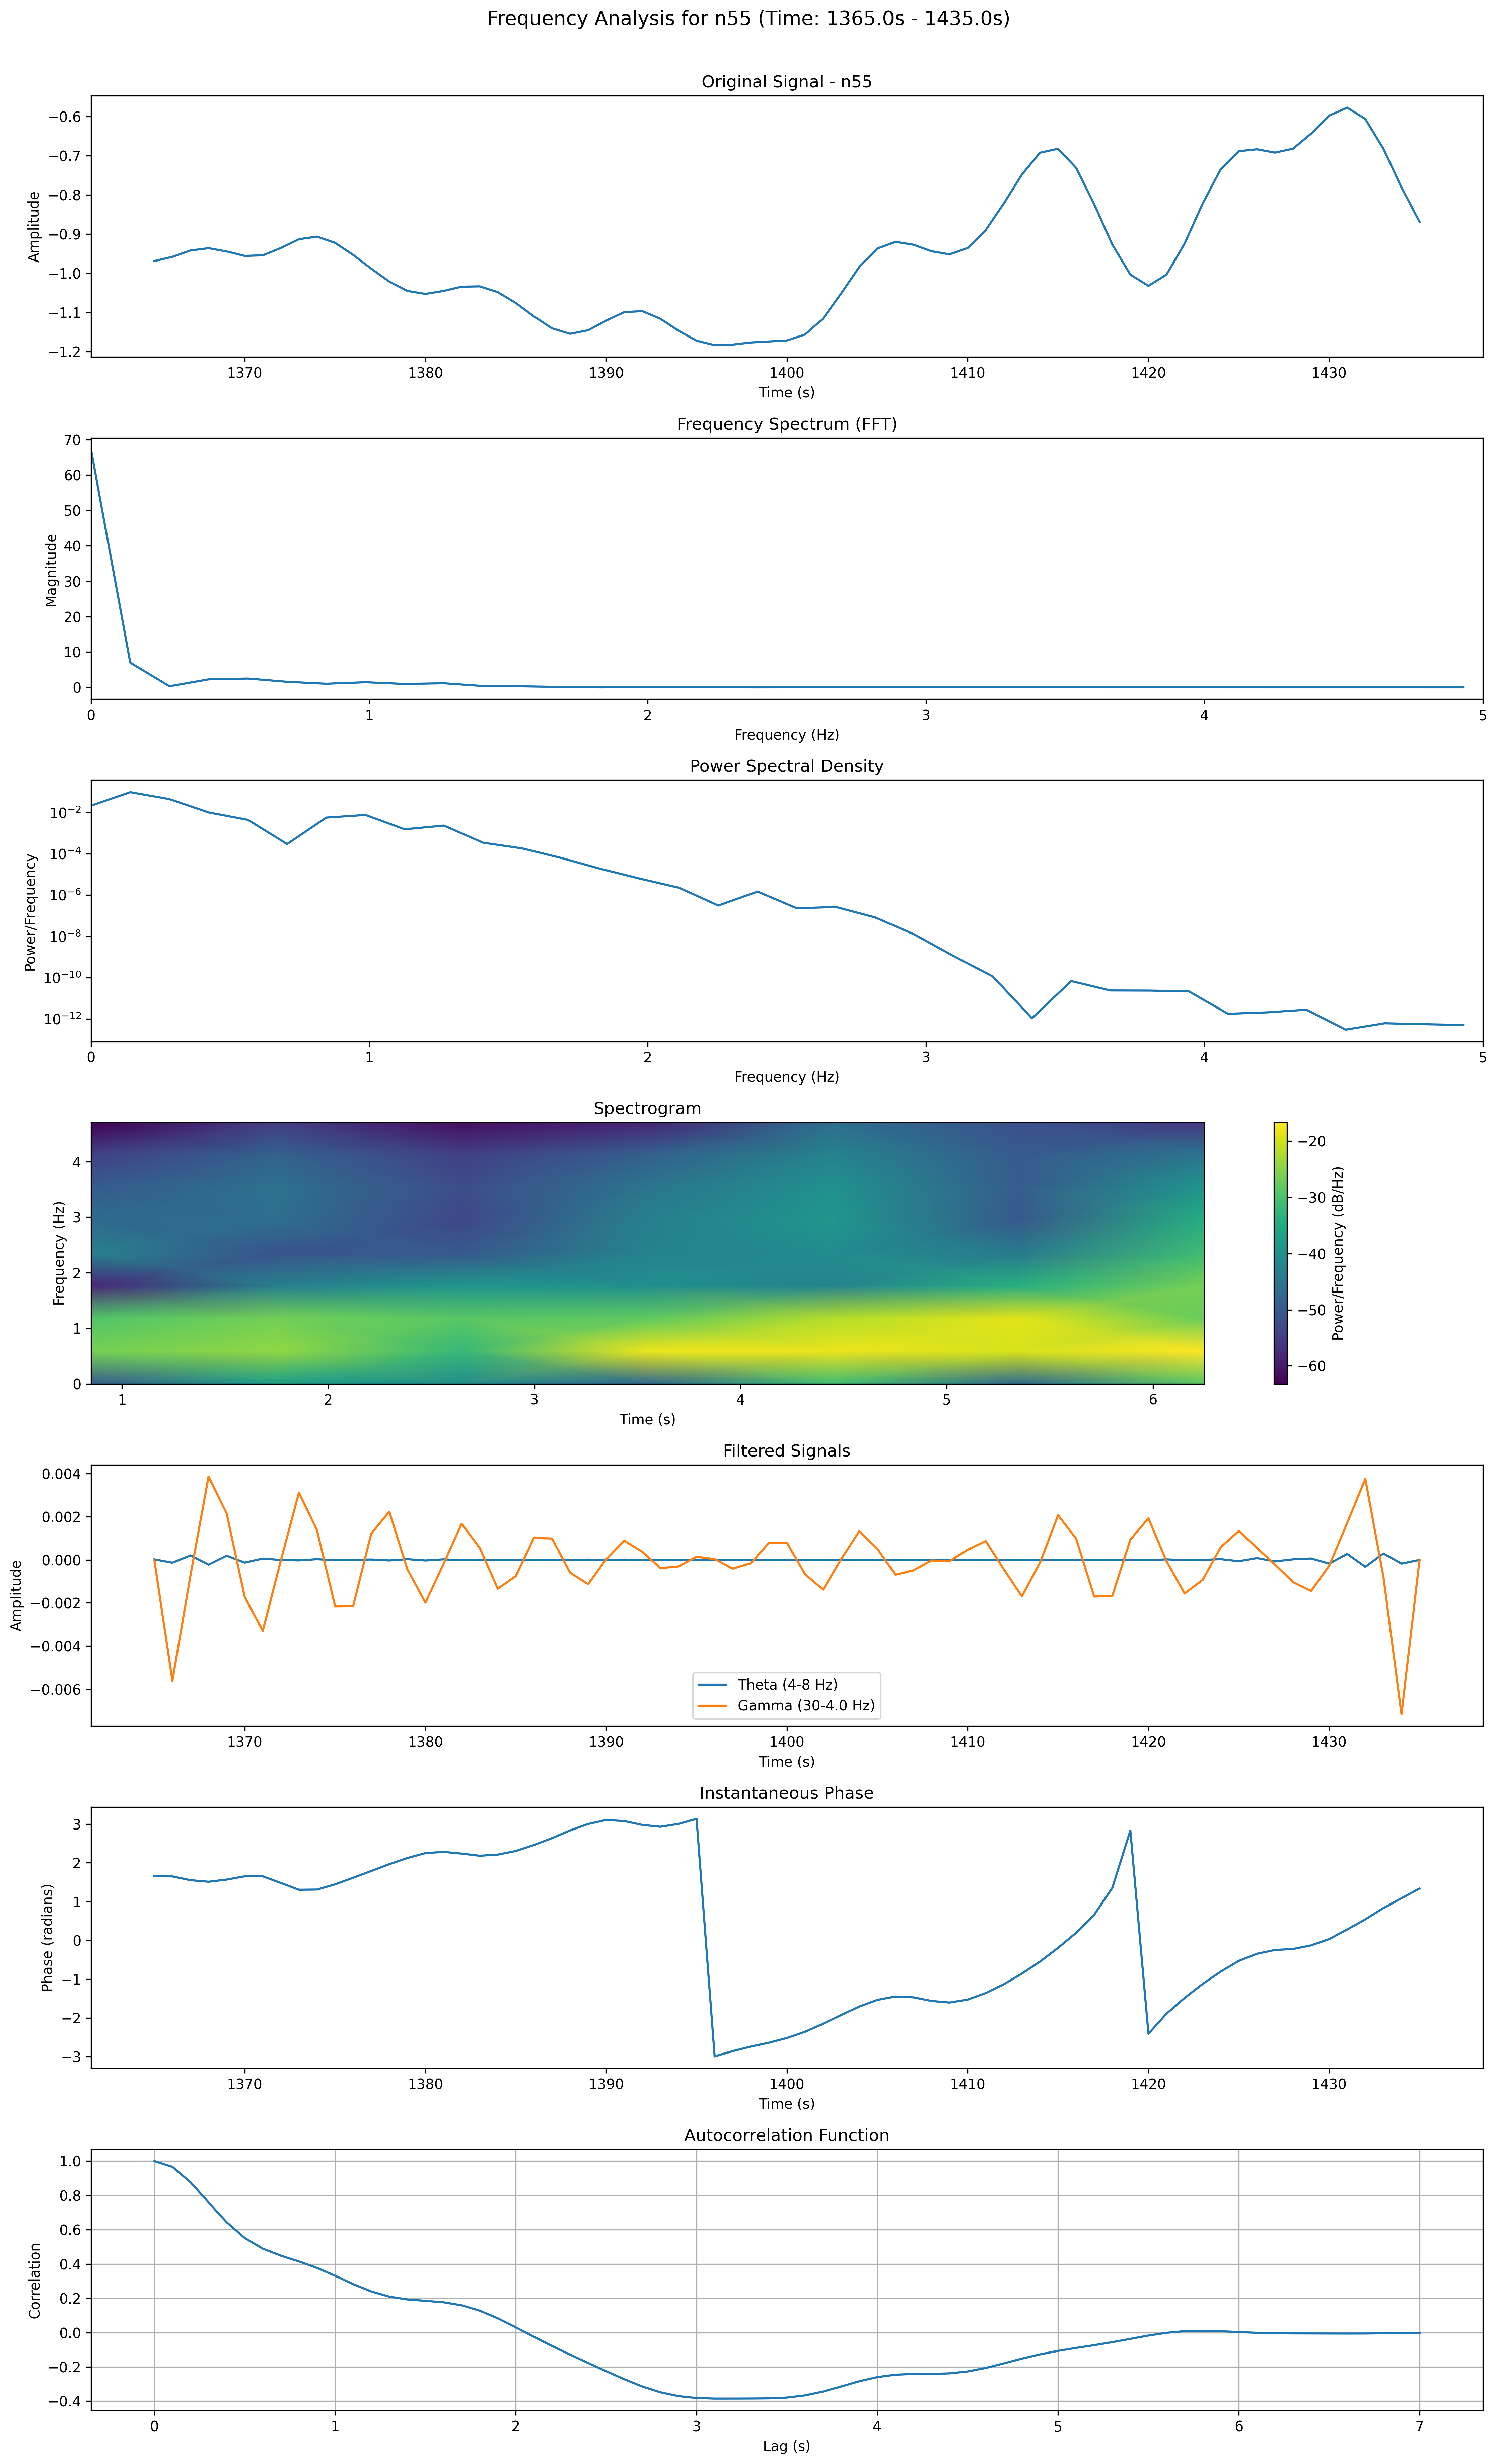 Frequency Analysis for n55 (Time: 1365.0s - 1435.0s)
Original Signal - n55
Amplitude
−0.6
−0.7
−0.8
−0.9
−1.0
−1.1
−1.2
1370 1380 1390 1400 1410 1420 1430
Time (s)
Frequency Spectrum (FFT)
Magnitude
70
60
50
40
30
20
10
0
0 1 2 3 4 5
Frequency (Hz)
Power Spectral Density
Power/Frequency
10⁻²
10⁻⁴
10⁻⁶
10⁻⁸
10⁻¹⁰
10⁻¹²
0 1 2 3 4 5
Frequency (Hz)
Spectrogram
Frequency (Hz)
4
3
2
1
0
1 2 3 4 5 6
Time (s)
−20
−30
−40
−50
−60
Power/Frequency (dB/Hz)
Filtered Signals
Amplitude
0.004
0.002
0.000
−0.002
−0.004
−0.006
Theta (4-8 Hz)
Gamma (30-4.0 Hz)
1370 1380 1390 1400 1410 1420 1430
Time (s)
Instantaneous Phase
Phase (radians)
3
2
1
0
−1
−2
−3
1370 1380 1390 1400 1410 1420 1430
Time (s)
Autocorrelation Function
Correlation
1.0
0.8
0.6
0.4
0.2
0.0
−0.2
−0.4
0 1 2 3 4 5 6 7
Lag (s)